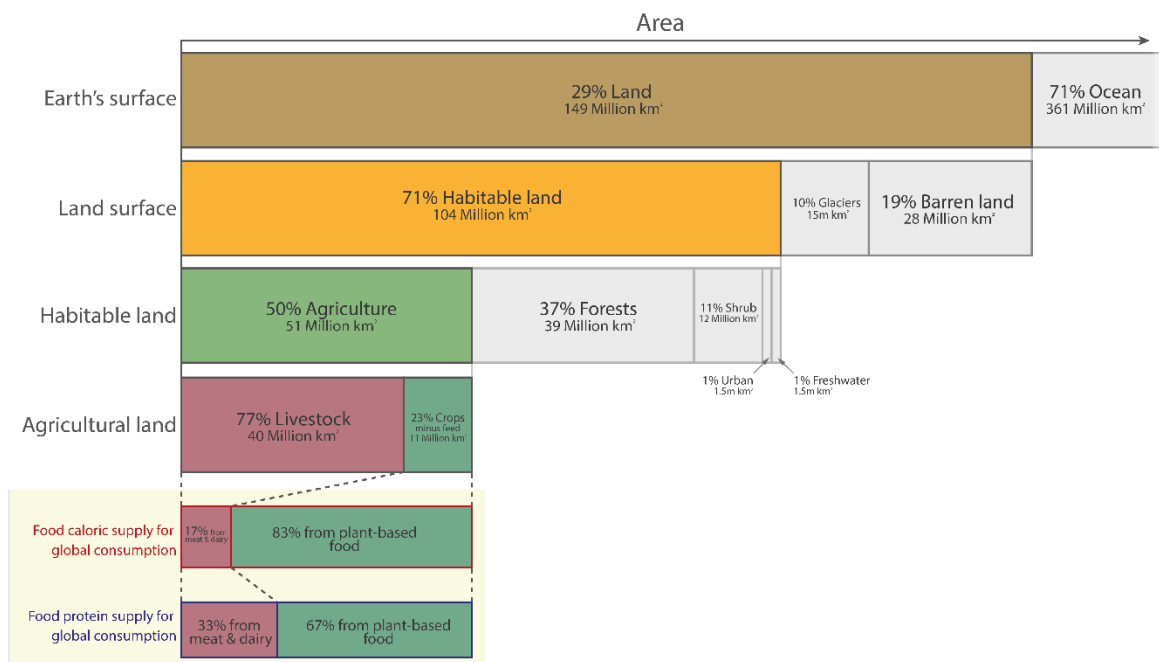 Area
Earth's surface
29% Land
149 Million km²
71% Ocean
361 Million km²
Land surface
71% Habitable land
104 Million km²
10% Glaciers
15m km²
19% Barren land
28 Million km²
Habitable land
50% Agriculture
51 Million km²
37% Forests
39 Million km²
11% Shrub
12 Million km²
1% Urban
1.5m km²
1% Freshwater
1.5m km²
Agricultural land
77% Livestock
40 Million km²
23% Crops
minus feed
11 Million km²
Food caloric supply for
global consumption
17% from
meat & dairy
83% from plant-based
food
Food protein supply for
global consumption
33% from
meat & dairy
67% from plant-based
food